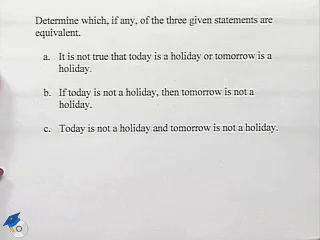 Determine which, if any, of the three given statements are
equivalent.
a. It is not true that today is a holiday or tomorrow is a
holiday.
b. If today is not a holiday, then tomorrow is not a
holiday.
c. Today is not a holiday and tomorrow is not a holiday.